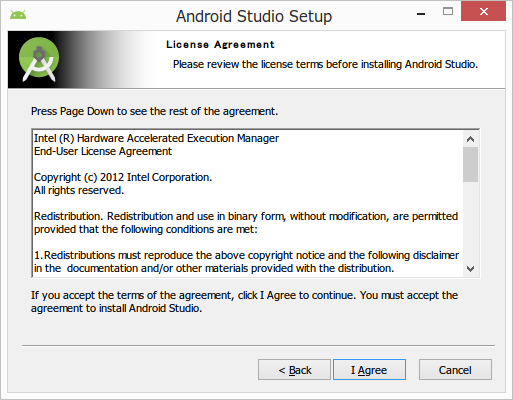 Android Studio Setup
License Agreement
Please review the license terms before installing Android Studio.
Press Page Down to see the rest of the agreement.
Intel (R) Hardware Accelerated Execution Manager
End-User License Agreement
Copyright (c) 2012 Intel Corporation.
All rights reserved.
Redistribution. Redistribution and use in binary form, without modification, are permitted
provided that the following conditions are met:
1.Redistributions must reproduce the above copyright notice and the following disclaimer
in the  documentation and/or other materials provided with the distribution.
If you accept the terms of the agreement, click I Agree to continue. You must accept the
agreement to install Android Studio.
< Back
I Agree
Cancel